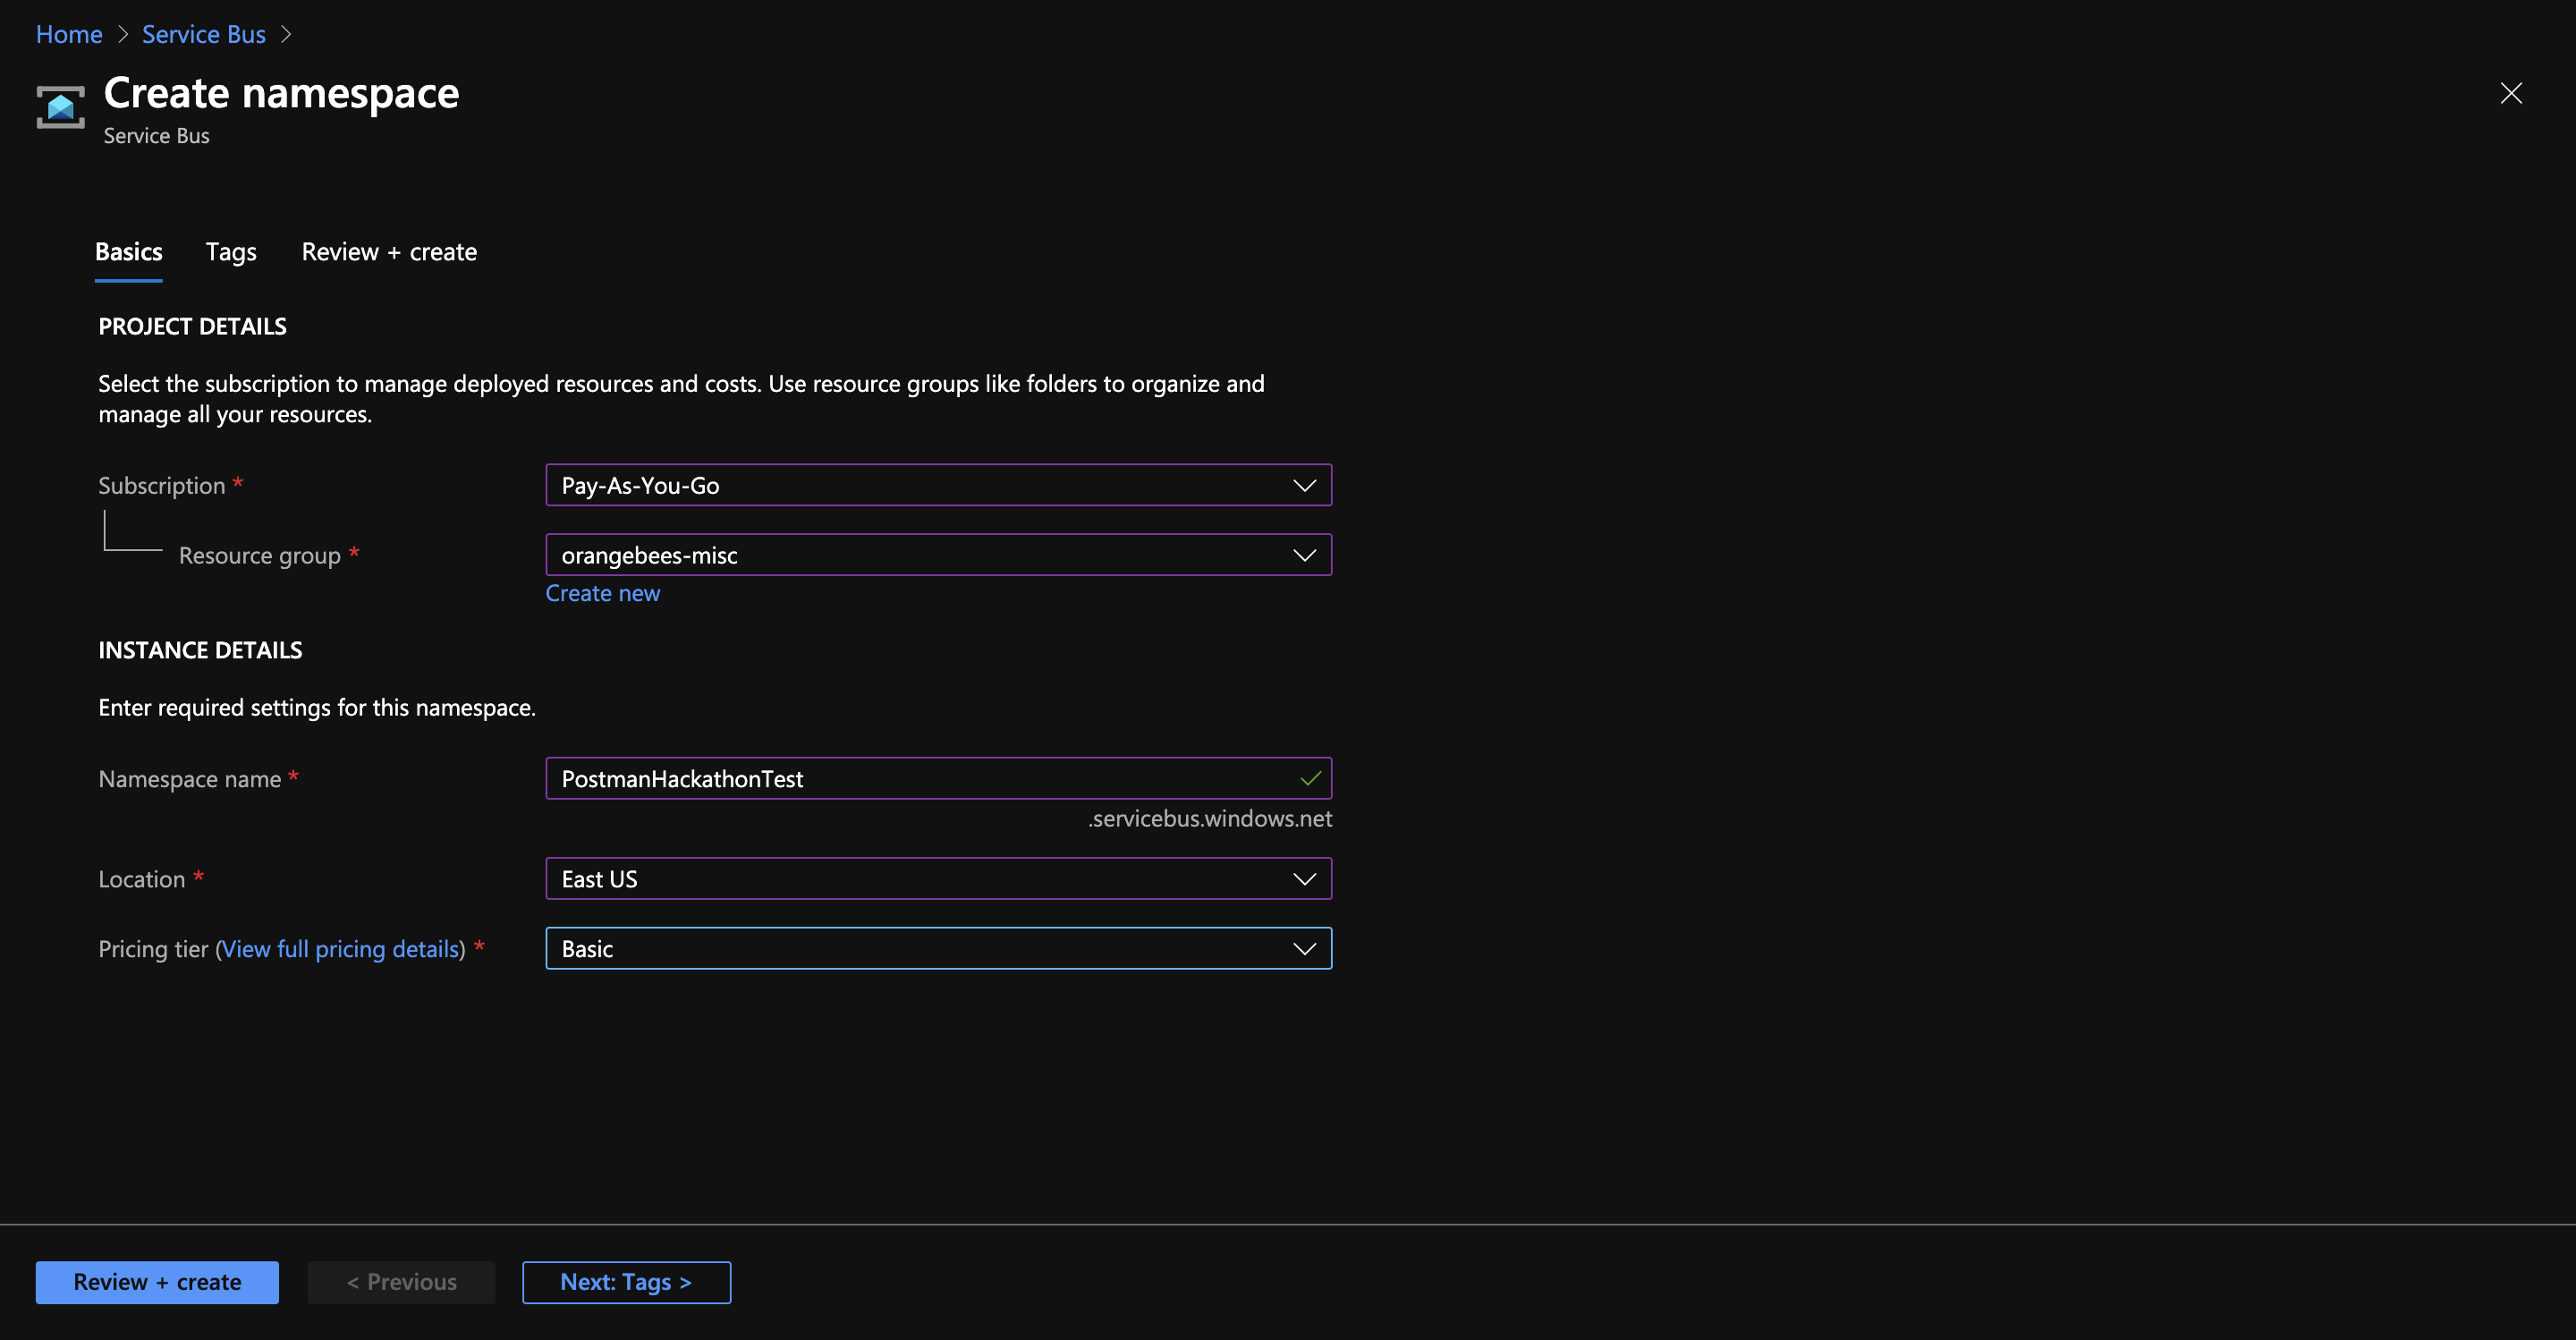 Home > Service Bus >
Create namespace
Service Bus
Basics Tags Review + create
PROJECT DETAILS
Select the subscription to manage deployed resources and costs. Use resource groups like folders to organize and
manage all your resources.
Subscription * Pay-As-You-Go
Resource group * orangebees-misc
Create new
INSTANCE DETAILS
Enter required settings for this namespace.
Namespace name * PostmanHackathonTest
.servicebus.windows.net
Location * East US
Pricing tier (View full pricing details) * Basic
Review + create < Previous Next: Tags >